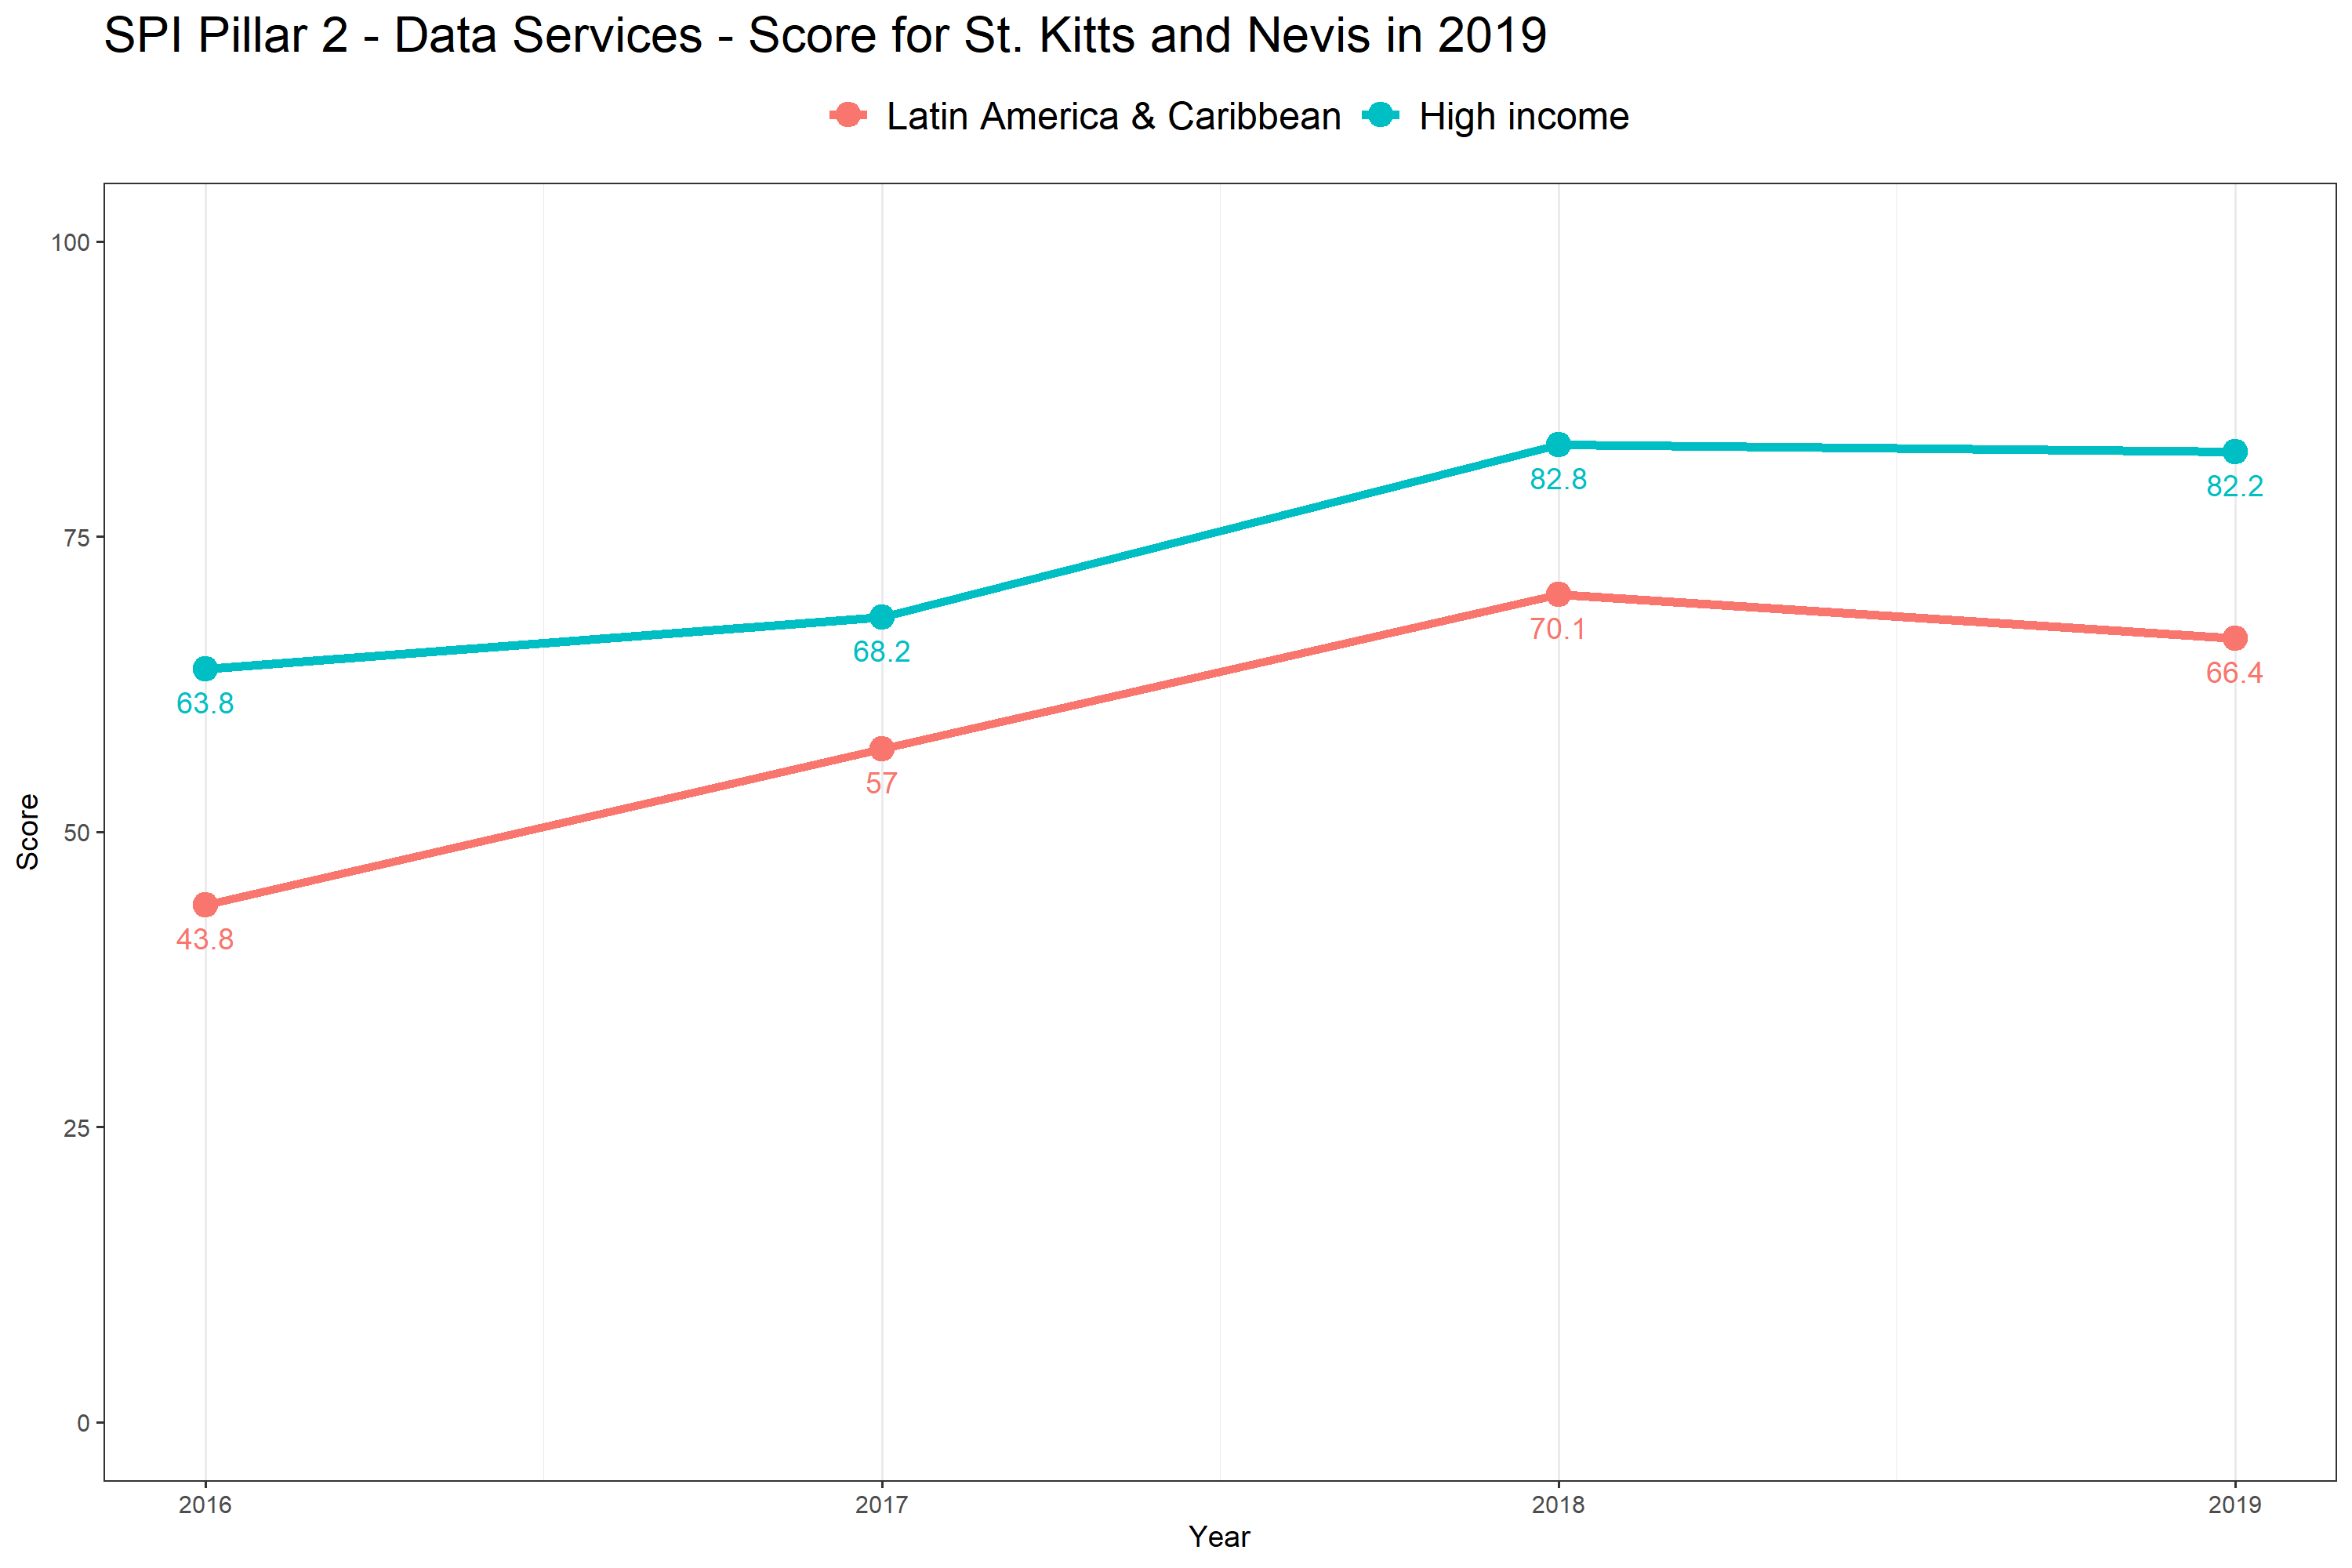 SPI Pillar 2 - Data Services - Score for St. Kitts and Nevis in 2019
Latin America & Caribbean High income
100
75
50
25
0
Score
82.8
82.2
68.2
63.8
70.1
66.4
57
43.8
2016 2017 2018 2019
Year